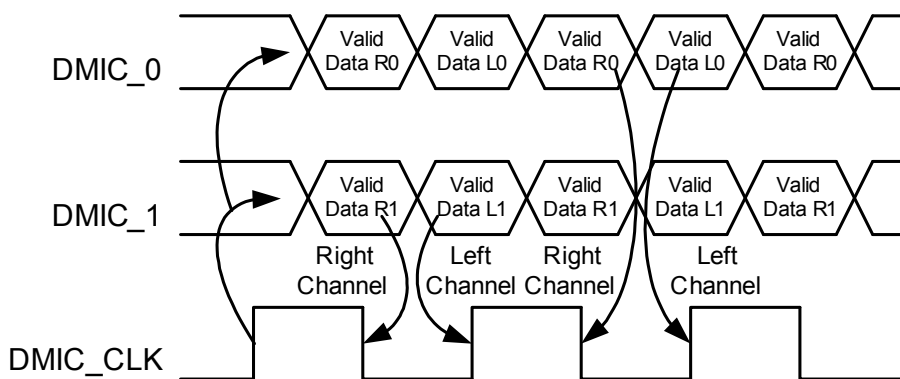 DMIC_0
Valid
Data R0
Valid
Data L0
Valid
Data R0
Valid
Data L0
Valid
Data R0
DMIC_1
Valid
Data R1
Valid
Data L1
Valid
Data R1
Valid
Data L1
Valid
Data R1
Right
Channel
Left
Channel
Right
Channel
Left
Channel
DMIC_CLK